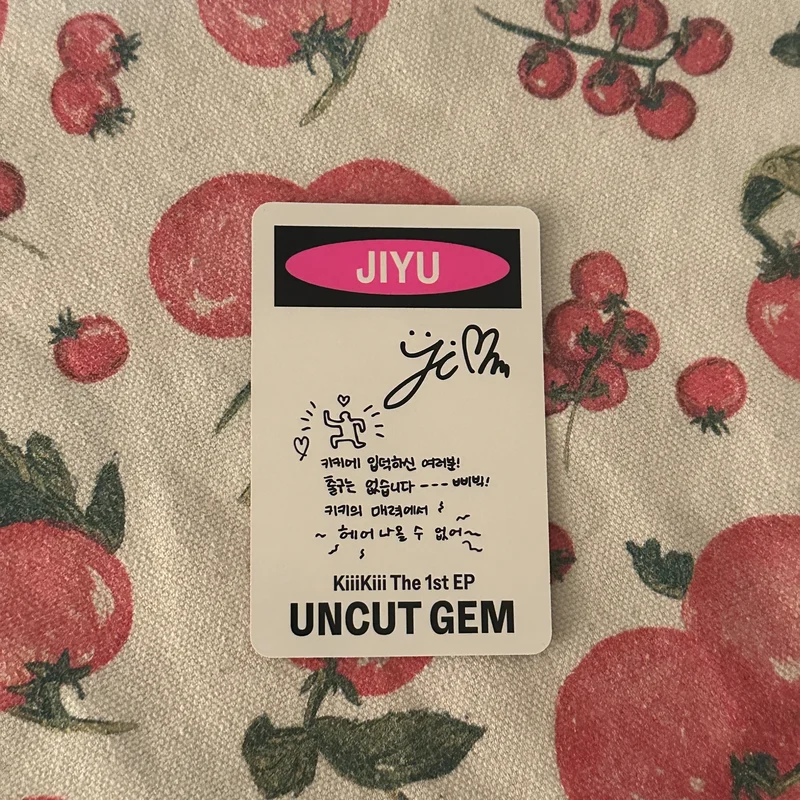 JIYU
키키에 입덕하신 여러분!
출구는 없습니다 --- 삐빅!
키키의 매력에서
~ 헤어 나올 수 없어~
KiiiKiii The 1st EP
UNCUT GEM